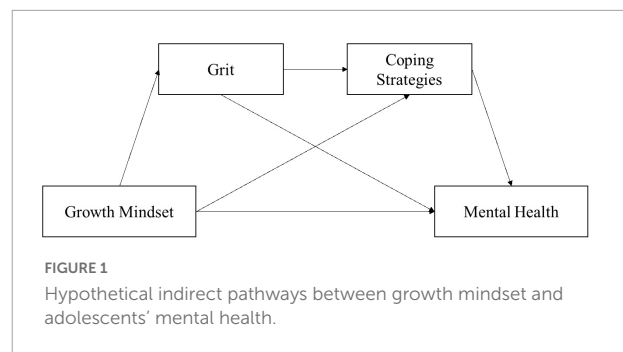 Grit
Coping
Strategies
Growth Mindset
Mental Health
FIGURE 1
Hypothetical indirect pathways between growth mindset and
adolescents’ mental health.